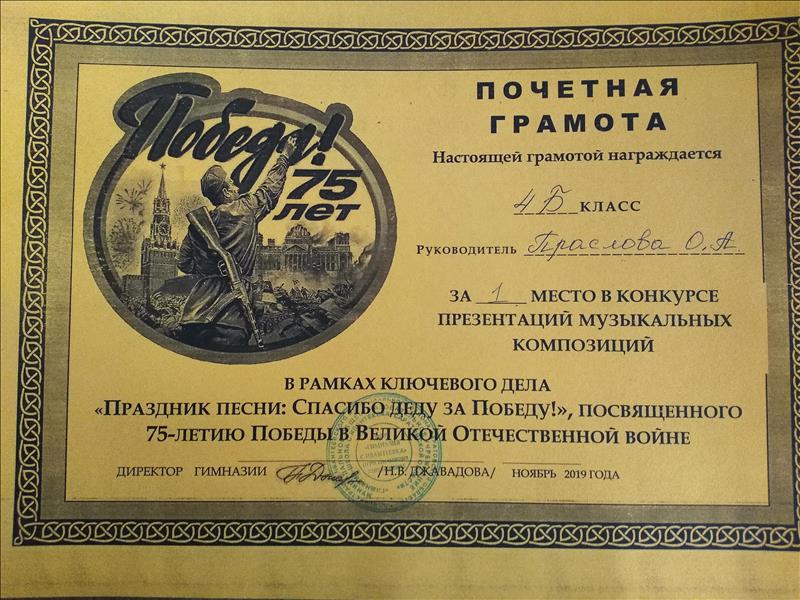 Победа!
75
лет
ПОЧЕТНАЯ
ГРАМОТА
Настоящей грамотой награждается
4Б КЛАСС
Руководитель Праслова О.А.
ЗА 1 МЕСТО В КОНКУРСЕ
ПРЕЗЕНТАЦИЙ МУЗЫКАЛЬНЫХ
КОМПОЗИЦИЙ
В РАМКАХ КЛЮЧЕВОГО ДЕЛА
«ПРАЗДНИК ПЕСНИ: СПАСИБО ДЕДУ ЗА ПОБЕДУ!», ПОСВЯЩЕННОГО
75-ЛЕТИЮ ПОБЕДЫ В ВЕЛИКОЙ ОТЕЧЕСТВЕННОЙ ВОЙНЕ
ДИРЕКТОР ГИМНАЗИИ /Н.В. ДЖАВАДОВА/ НОЯБРЬ 2019 ГОДА